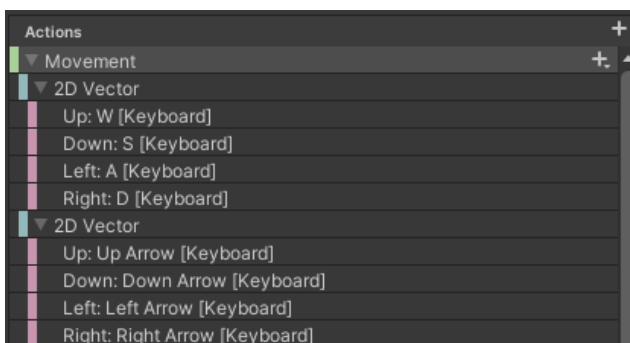 Actions
Movement
2D Vector
Up: W [Keyboard]
Down: S [Keyboard]
Left: A [Keyboard]
Right: D [Keyboard]
2D Vector
Up: Up Arrow [Keyboard]
Down: Down Arrow [Keyboard]
Left: Left Arrow [Keyboard]
Right: Right Arrow [Keyboard]